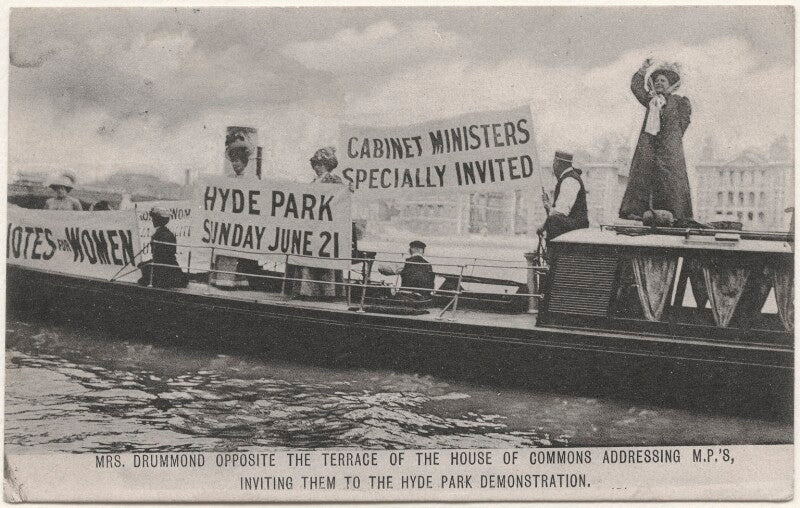 CABINET MINISTERS
SPECIALLY INVITED
HYDE PARK
SUNDAY JUNE 21
VOTES FOR WOMEN
WOMEN
MRS. DRUMMOND OPPOSITE THE TERRACE OF THE HOUSE OF COMMONS ADDRESSING M.P.'S,
INVITING THEM TO THE HYDE PARK DEMONSTRATION.